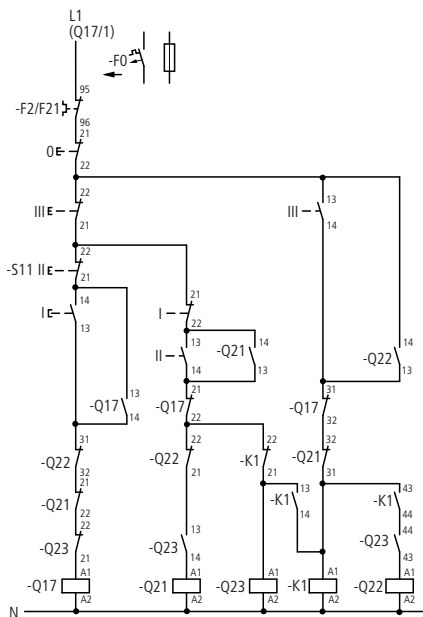 L1
(Q17/1)
-F0
95
-F2/F21
96
21
0
22
22
III
21
III
13
14
22
-S11 II
21
21
I
22
14
I
13
13
II
14
14
-Q21
13
14
-Q22
13
13
-Q17
14
21
-Q17
22
31
-Q17
32
31
-Q22
32
22
-Q22
21
22
-K1
21
32
-Q21
31
21
-Q21
22
13
-K1
14
43
-K1
44
22
-Q23
21
13
-Q23
14
44
-Q23
43
A1
-Q17
A2
A1
-Q21
A2
A1
-Q23
A2
A1
-K1
A2
A1
-Q22
A2
N